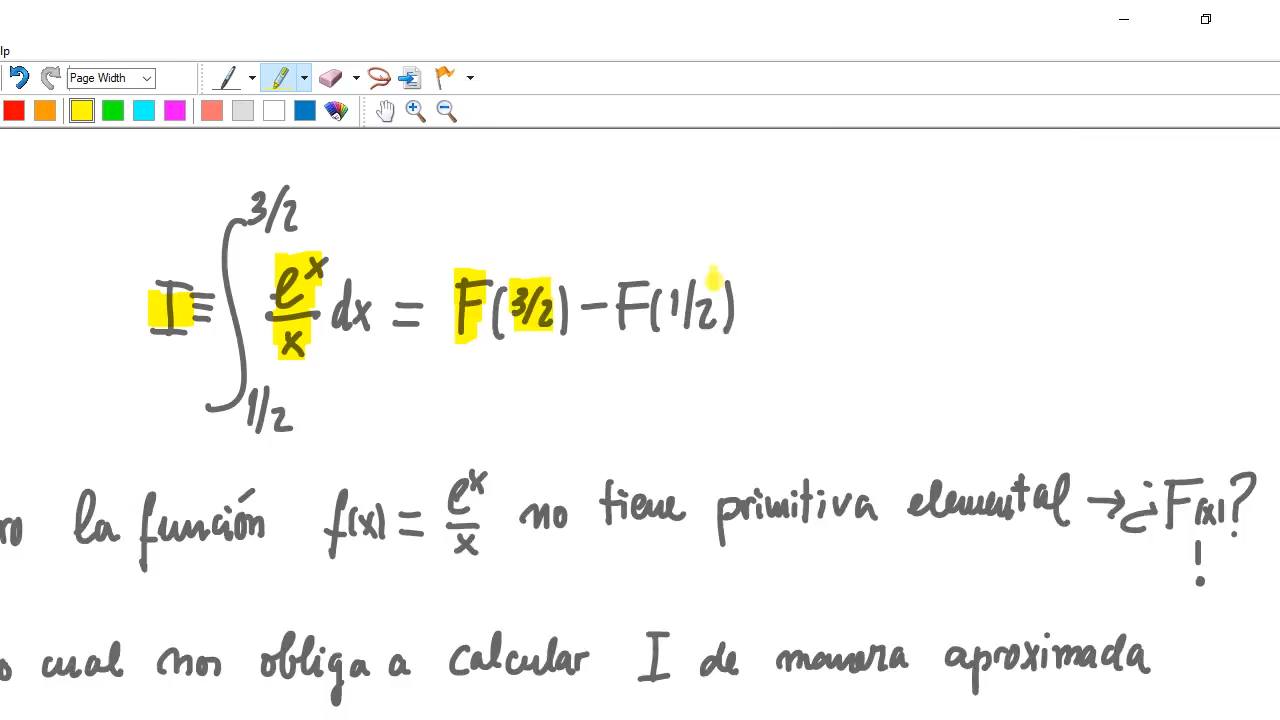 lp
Page Width
I ≡ ∫_{1/2}^{3/2} e^x/x dx = F(3/2) − F(1/2)
ro la función f(x) = e^x/x no tiene primitiva elemental → ¿F(x)?
!
o cual nos obliga a calcular I de manera aproximada